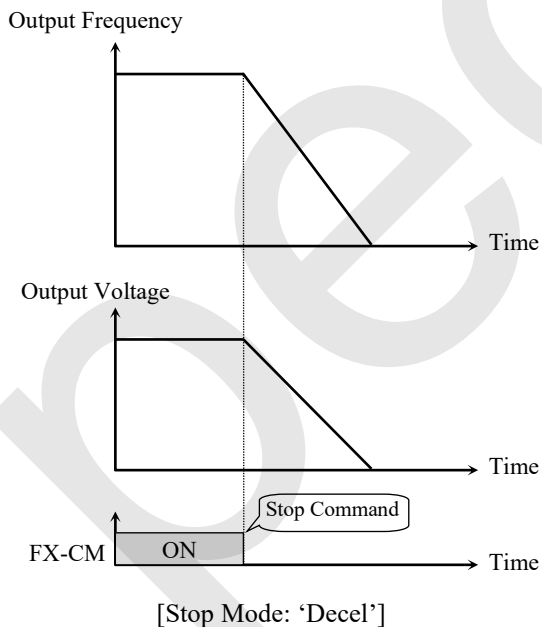 Output Frequency
Time
Output Voltage
Time
Stop Command
FX-CM
ON
Time
[Stop Mode: ‘Decel’]